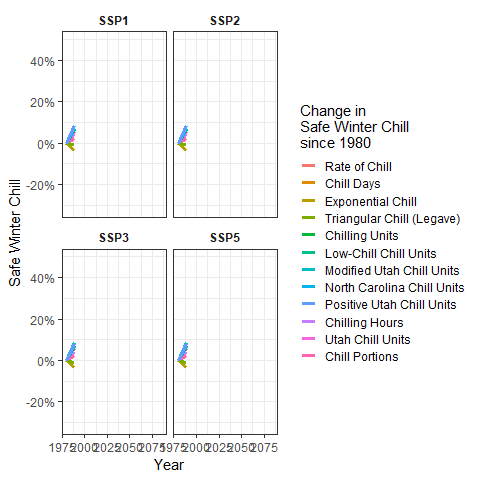 SSP1
SSP2
40%
20%
0%
-20%
SSP3
SSP5
40%
20%
0%
-20%
1975 2000 2025 2050 2075
1975 2000 2025 2050 2075
Year
Safe Winter Chill
Change in
Safe Winter Chill
since 1980
Rate of Chill
Chill Days
Exponential Chill
Triangular Chill (Legave)
Chilling Units
Low-Chill Chill Units
Modified Utah Chill Units
North Carolina Chill Units
Positive Utah Chill Units
Chilling Hours
Utah Chill Units
Chill Portions